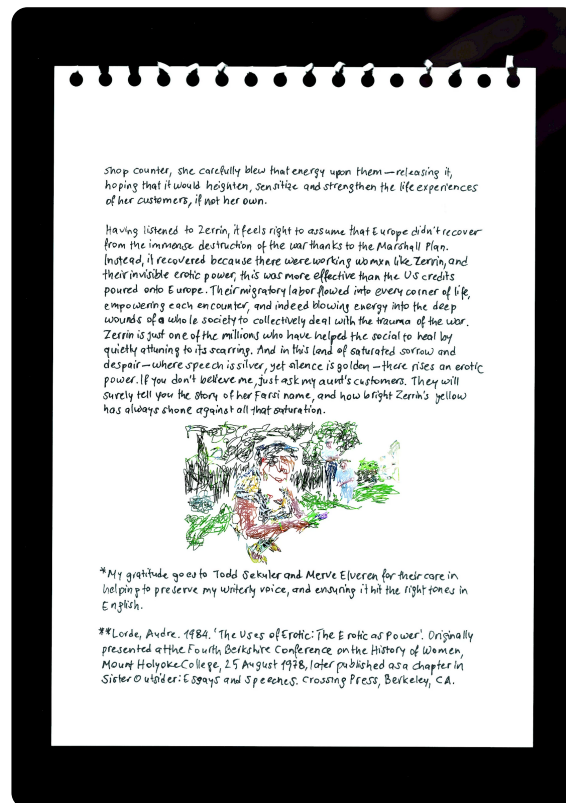 shop counter, she carefully blew that energy upon them — releasing it,
hoping that it would heighten, sensitize and strengthen the life experiences
of her customers, if not her own.
Having listened to Zerrin, it feels right to assume that Europe didn't recover
from the immense destruction of the war thanks to the Marshall Plan.
Instead, it recovered because there were working womxn like Zerrin, and
their invisible erotic power, this was more effective than the US credits
poured onto Europe. Their migratory labor flowed into every corner of life,
empowering each encounter, and indeed blowing energy into the deep
wounds of a whole society to collectively deal with the trauma of the war.
Zerrin is just one of the millions who have helped the social to heal by
quietly attuning to its scarring. And in this land of saturated sorrow and
despair — where speech is silver, yet silence is golden — there rises an erotic
power. If you don't believe me, just ask my aunt's customers. They will
surely tell you the story of her Farsi name, and how bright Zerrin's yellow
has always shone against all that saturation.
*My gratitude goes to Todd Sekuler and Merve Elveren for their care in
helping to preserve my writerly voice, and ensuring it hit the right tones in
English.
**Lorde, Audre. 1984. 'The Uses of Erotic: The Erotic as Power'. Originally
presented at the Fourth Berkshire Conference on the History of Women,
Mount Holyoke College, 25 August 1978, later published as a chapter in
Sister Outsider: Essays and Speeches. Crossing Press, Berkeley, CA.